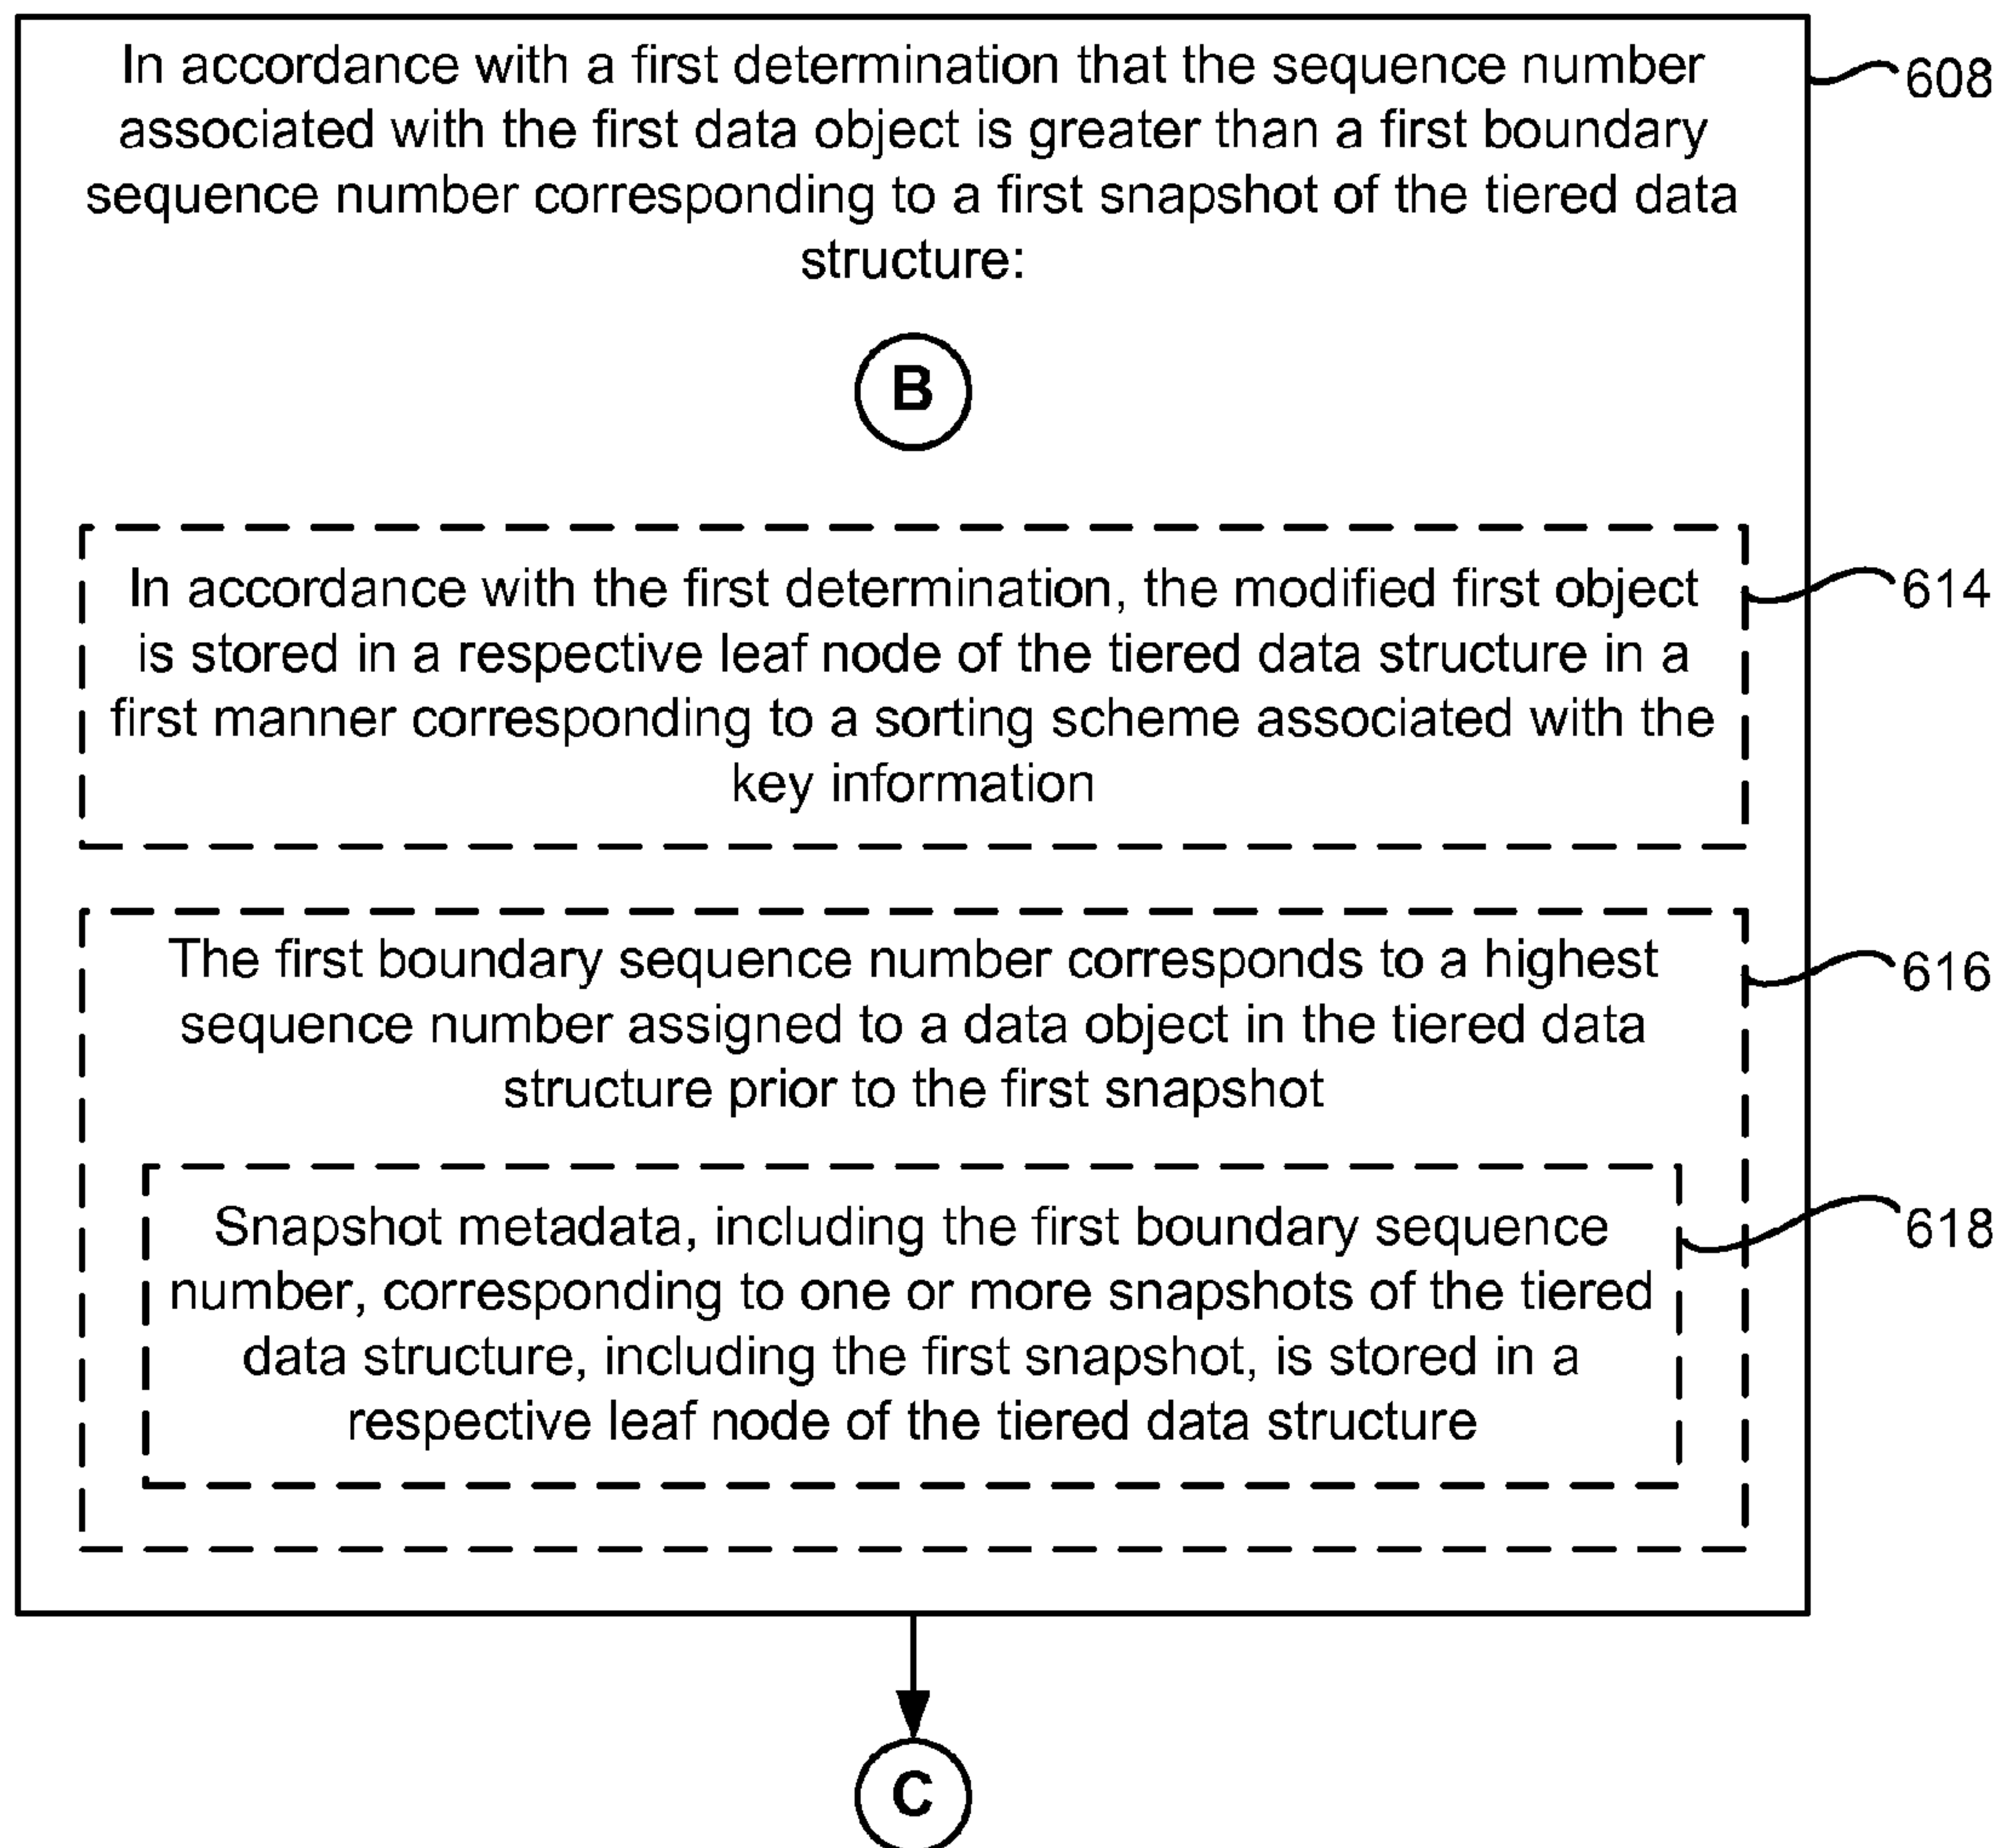 In accordance with a first determination that the sequence number
associated with the first data object is greater than a first boundary
sequence number corresponding to a first snapshot of the tiered data
structure:
608
B
In accordance with the first determination, the modified first object
is stored in a respective leaf node of the tiered data structure in a
first manner corresponding to a sorting scheme associated with the
key information
614
The first boundary sequence number corresponds to a highest
sequence number assigned to a data object in the tiered data
structure prior to the first snapshot
616
Snapshot metadata, including the first boundary sequence
number, corresponding to one or more snapshots of the tiered
data structure, including the first snapshot, is stored in a
respective leaf node of the tiered data structure
618
C